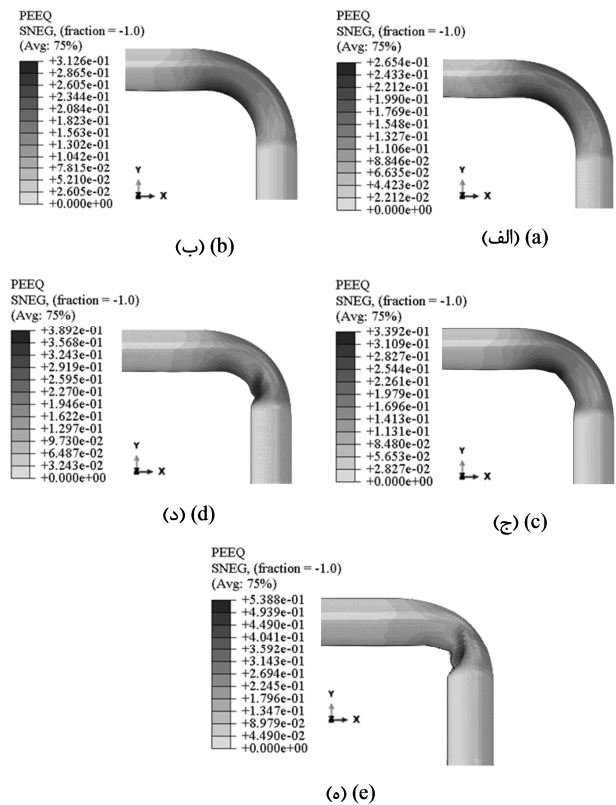 PEEQ
SNEG, (fraction = -1.0)
(Avg: 75%)
+3.126e-01
+2.865e-01
+2.605e-01
+2.344e-01
+2.084e-01
+1.823e-01
+1.563e-01
+1.302e-01
+1.042e-01
+7.815e-02
+5.210e-02
+2.605e-02
+0.000e+00
Y
X
(b) (ب)
PEEQ
SNEG, (fraction = -1.0)
(Avg: 75%)
+2.654e-01
+2.433e-01
+2.212e-01
+1.990e-01
+1.769e-01
+1.548e-01
+1.327e-01
+1.106e-01
+8.846e-02
+6.635e-02
+4.423e-02
+2.212e-02
+0.000e+00
Y
X
(a) (الف)
PEEQ
SNEG, (fraction = -1.0)
(Avg: 75%)
+3.892e-01
+3.568e-01
+3.243e-01
+2.919e-01
+2.595e-01
+2.270e-01
+1.946e-01
+1.622e-01
+1.297e-01
+9.730e-02
+6.487e-02
+3.243e-02
+0.000e+00
Y
X
(d) (د)
PEEQ
SNEG, (fraction = -1.0)
(Avg: 75%)
+3.392e-01
+3.109e-01
+2.827e-01
+2.544e-01
+2.261e-01
+1.979e-01
+1.696e-01
+1.413e-01
+1.131e-01
+8.480e-02
+5.653e-02
+2.827e-02
+0.000e+00
Y
X
(c) (ج)
PEEQ
SNEG, (fraction = -1.0)
(Avg: 75%)
+5.388e-01
+4.939e-01
+4.490e-01
+4.041e-01
+3.592e-01
+3.143e-01
+2.694e-01
+2.245e-01
+1.796e-01
+1.347e-01
+8.979e-02
+4.490e-02
+0.000e+00
Y
X
(e) (ه)